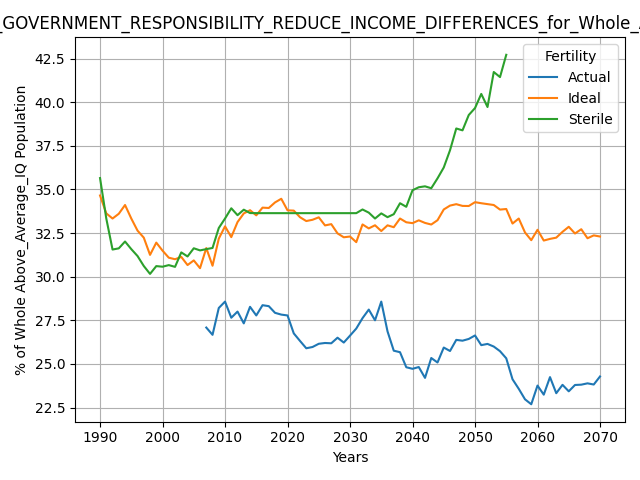 _GOVERNMENT_RESPONSIBILITY_REDUCE_INCOME_DIFFERENCES_for_Whole_
% of Whole Above_Average_IQ Population
42.5
40.0
37.5
35.0
32.5
30.0
27.5
25.0
22.5
Fertility
Actual
Ideal
Sterile
1990 2000 2010 2020 2030 2040 2050 2060 2070
Years